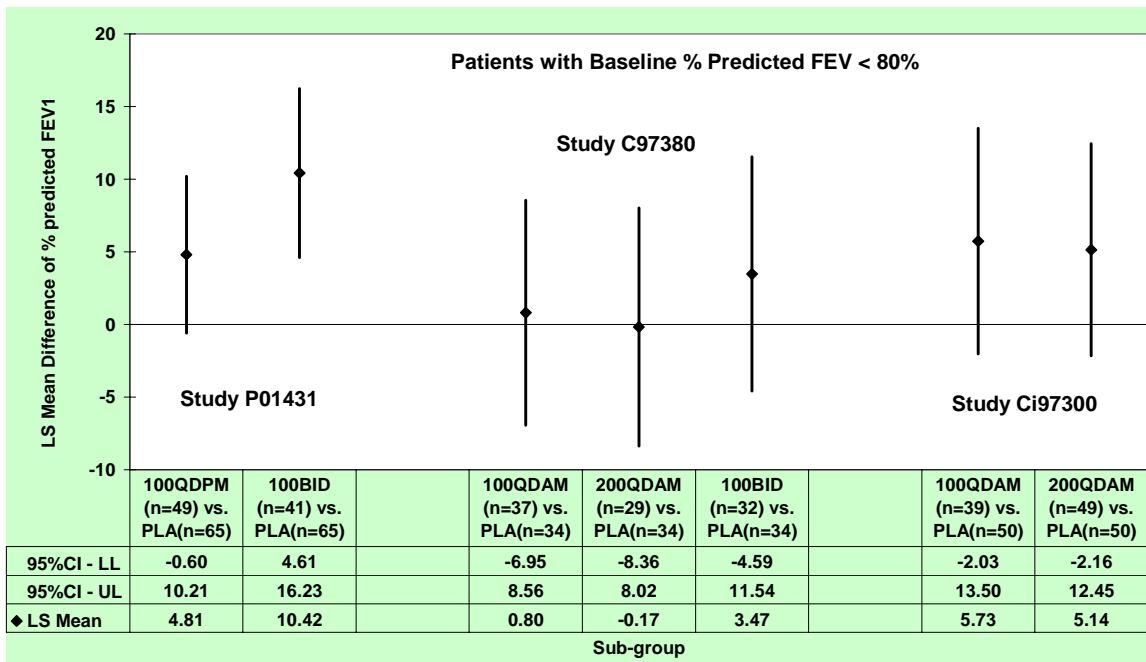 Patients with Baseline % Predicted FEV < 80%
LS Mean Difference of % predicted FEV1
20
15
10
5
0
-5
-10
Study P01431
Study C97380
Study Ci97300
100QDPM (n=49) vs. PLA(n=65)
100BID (n=41) vs. PLA(n=65)
100QDAM (n=37) vs. PLA(n=34)
200QDAM (n=29) vs. PLA(n=34)
100BID (n=32) vs. PLA(n=34)
100QDAM (n=39) vs. PLA(n=50)
200QDAM (n=49) vs. PLA(n=50)
95%CI - LL -0.60 4.61 -6.95 -8.36 -4.59 -2.03 -2.16
95%CI - UL 10.21 16.23 8.56 8.02 11.54 13.50 12.45
LS Mean 4.81 10.42 0.80 -0.17 3.47 5.73 5.14
Sub-group